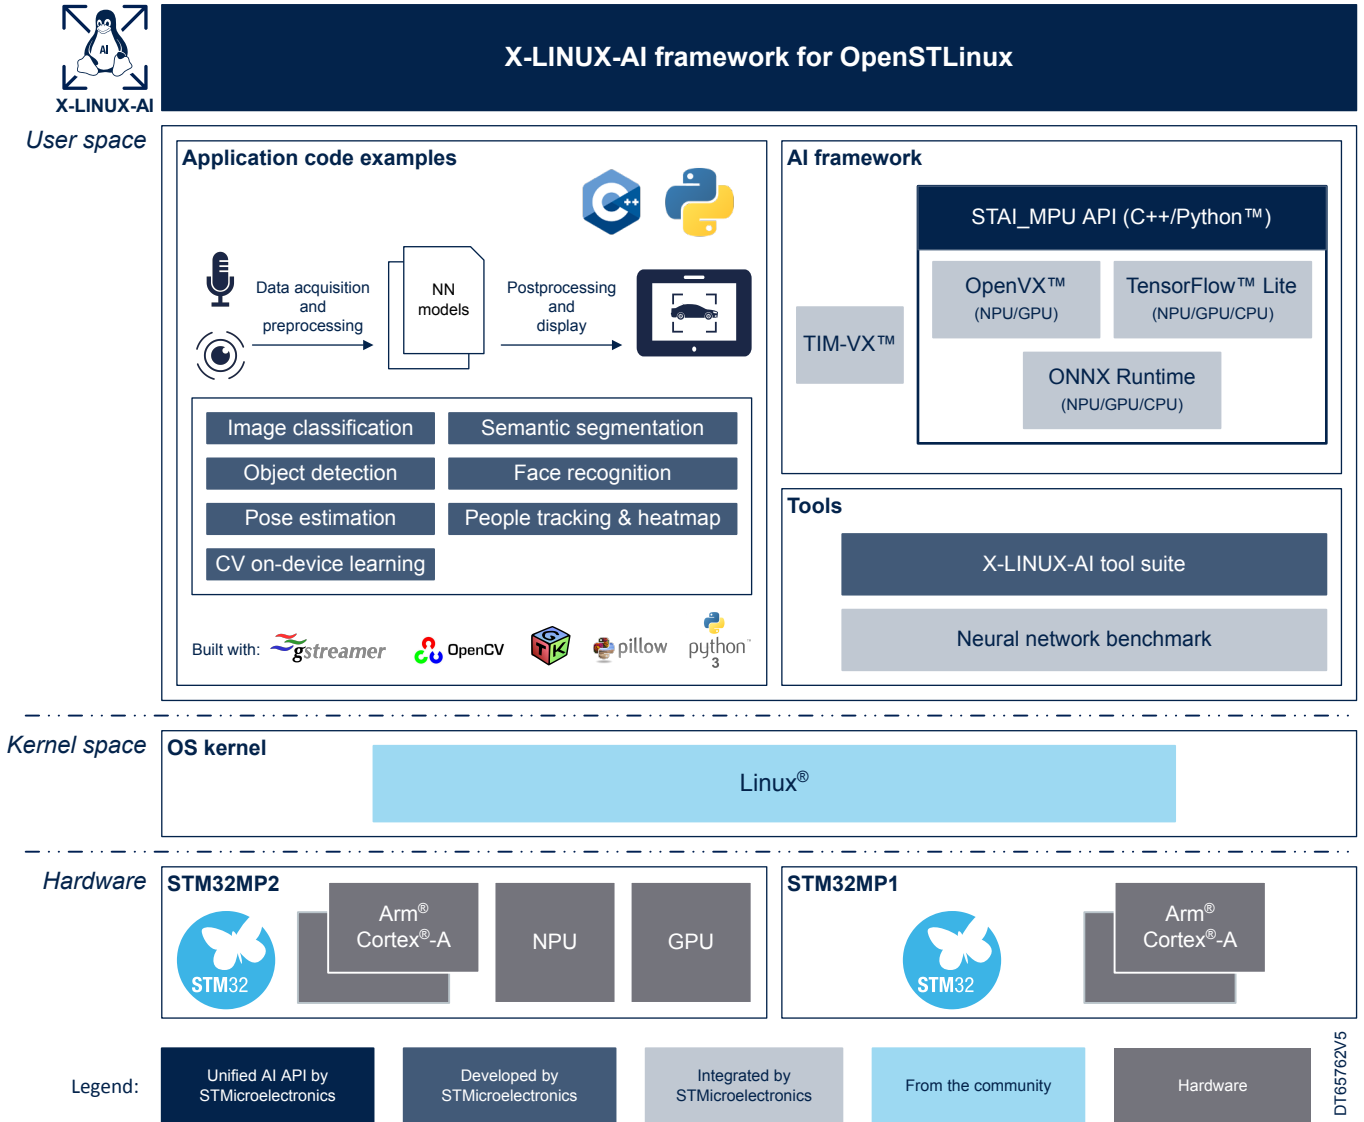 AI
X-LINUX-AI
X-LINUX-AI framework for OpenSTLinux
User space
Application code examples
C++
Data acquisition
and
preprocessing
NN
models
Postprocessing
and
display
Image classification
Semantic segmentation
Object detection
Face recognition
Pose estimation
People tracking & heatmap
CV on-device learning
Built with:
gstreamer
OpenCV
GTK
pillow
python™
3
AI framework
STAI_MPU API (C++/Python™)
TIM-VX™
OpenVX™
(NPU/GPU)
TensorFlow™ Lite
(NPU/GPU/CPU)
ONNX Runtime
(NPU/GPU/CPU)
Tools
X-LINUX-AI tool suite
Neural network benchmark
Kernel space
OS kernel
Linux®
Hardware
STM32MP2
STM32
Arm®
Cortex®-A
NPU
GPU
STM32MP1
STM32
Arm®
Cortex®-A
Legend:
Unified AI API by
STMicroelectronics
Developed by
STMicroelectronics
Integrated by
STMicroelectronics
From the community
Hardware
DT65762V5